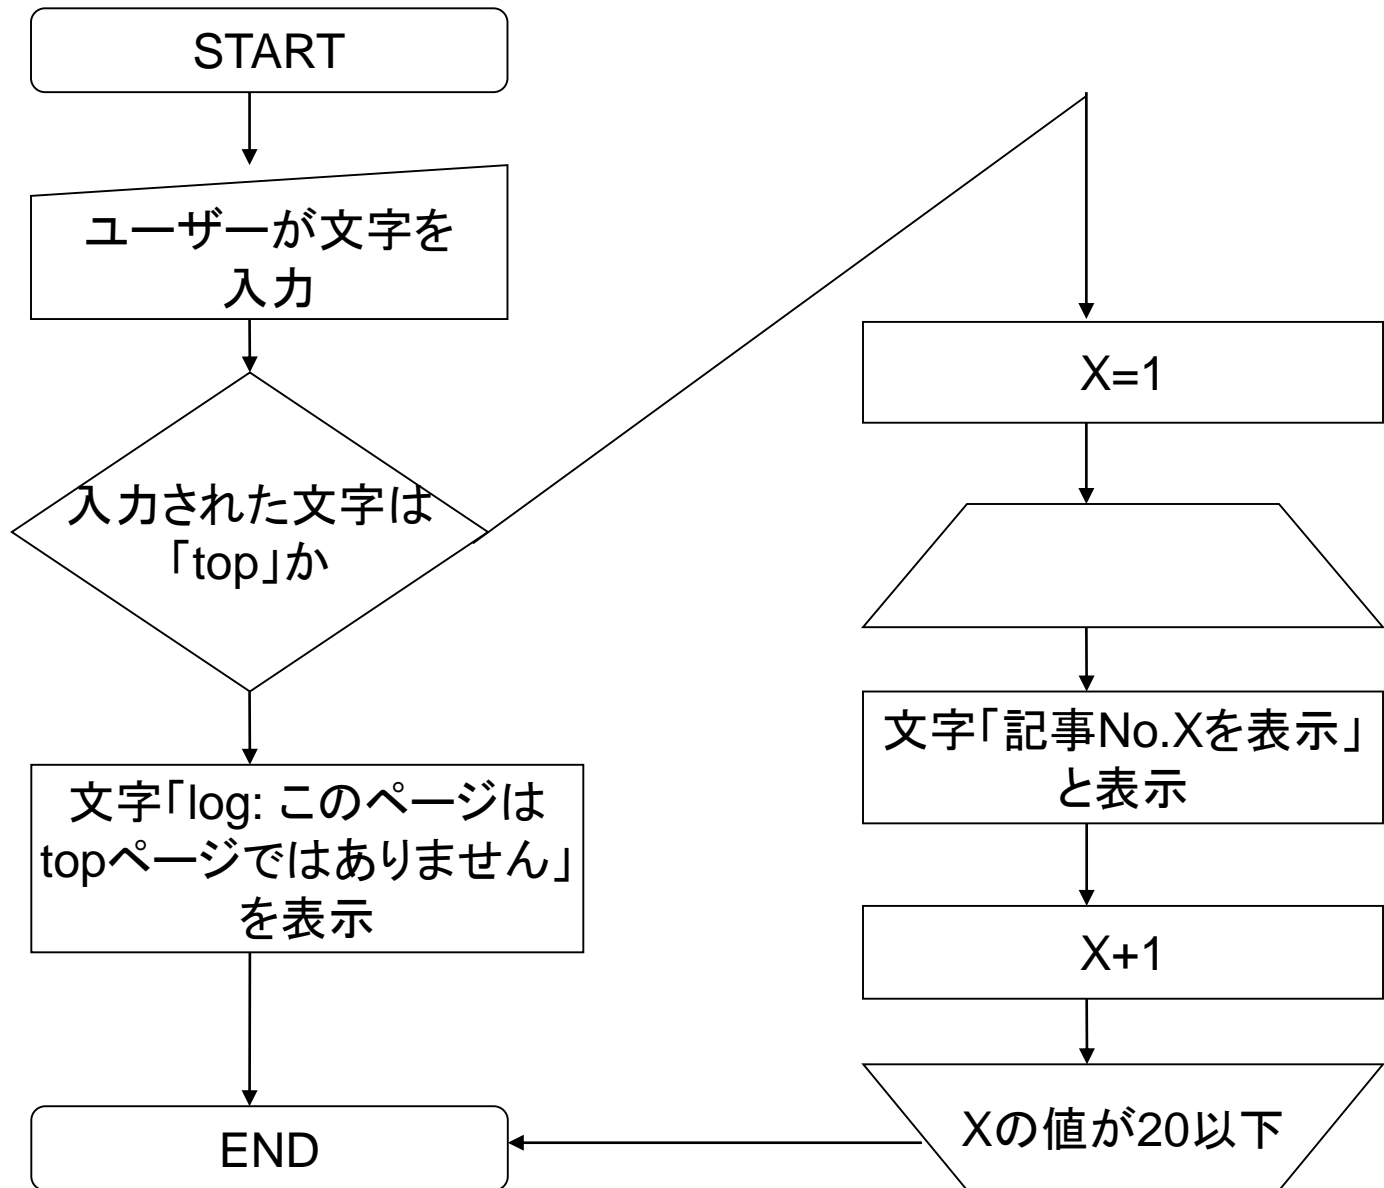 START
ユーザーが文字を
入力
入力された文字は
「top」か
文字「log: このページは
topページではありません」
を表示
END
X=1
文字「記事No.Xを表示」
と表示
X+1
Xの値が20以下